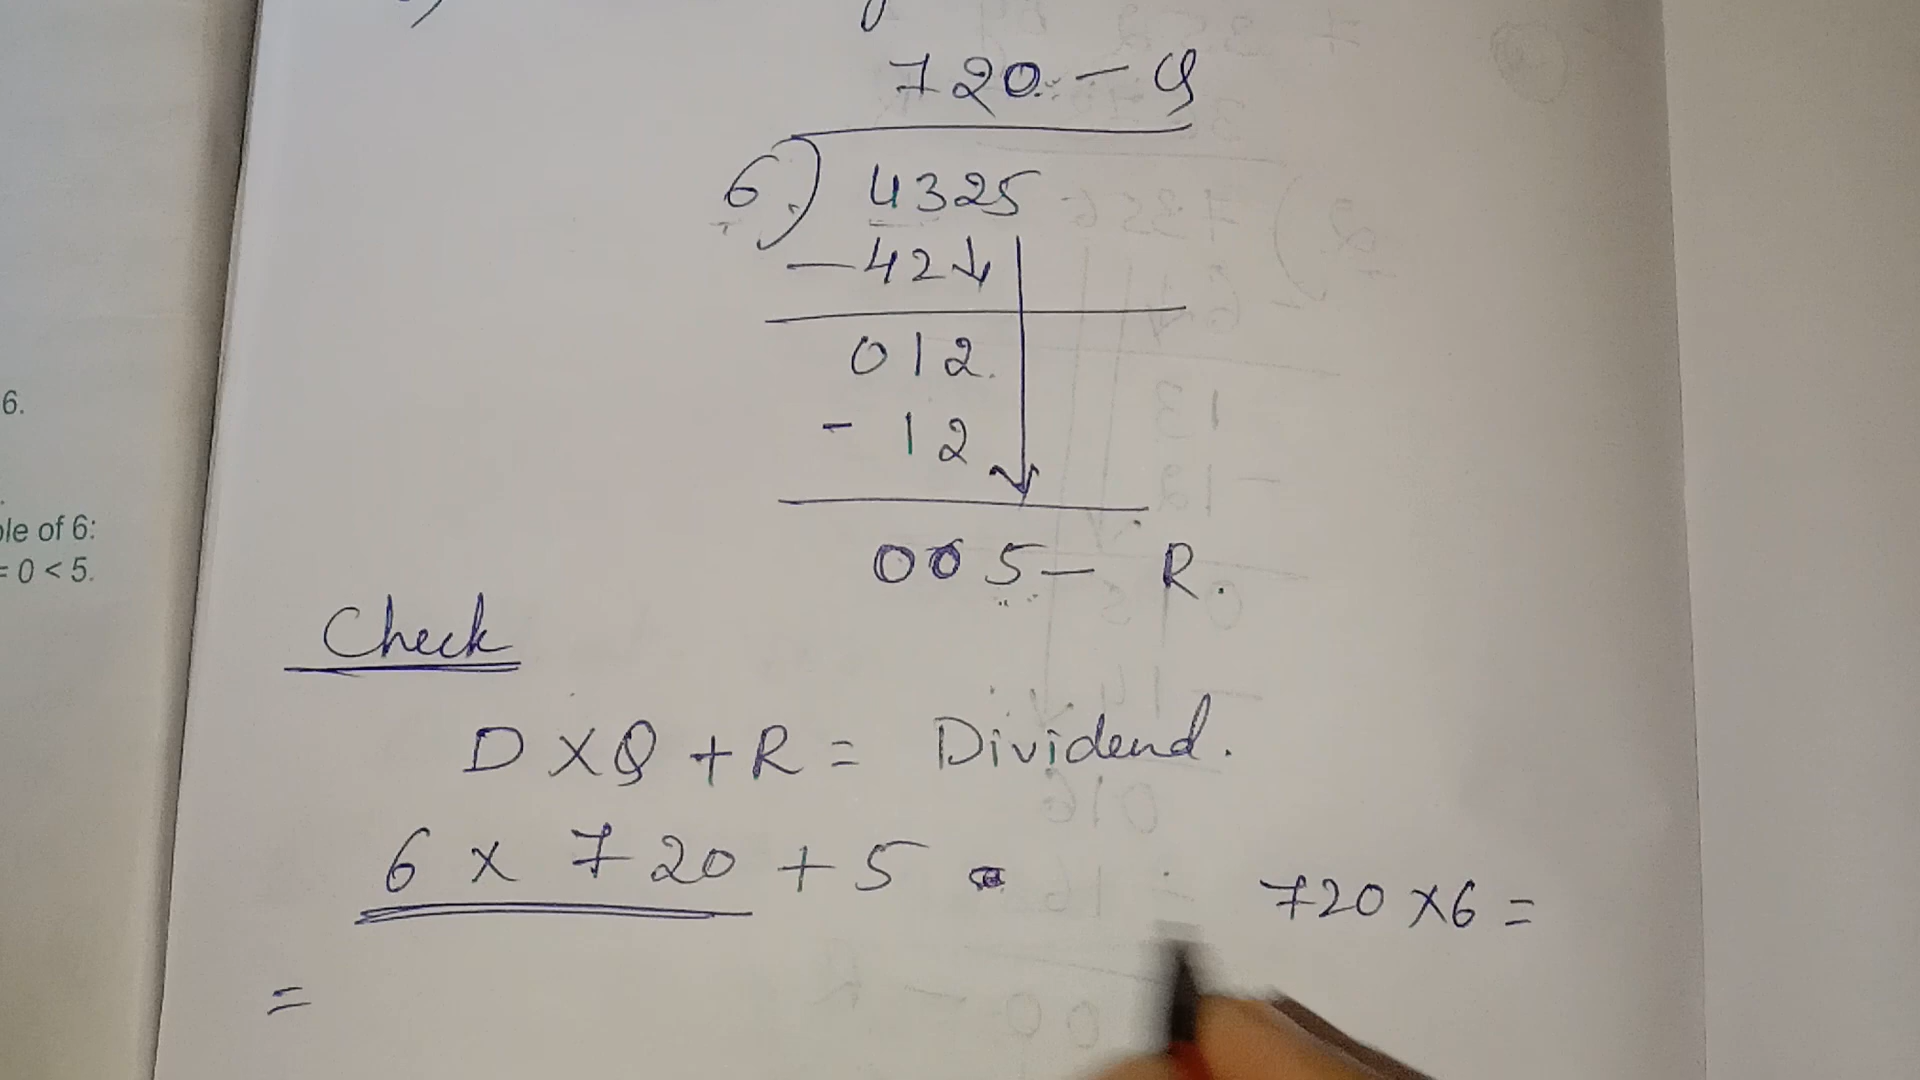 6.
ole of 6:
= 0 < 5.
720 - Q
6) 4325
- 42
012
- 12
005 - R.
Check
D X Q + R = Dividend.
6 x 720 + 5
720 x 6 =
=